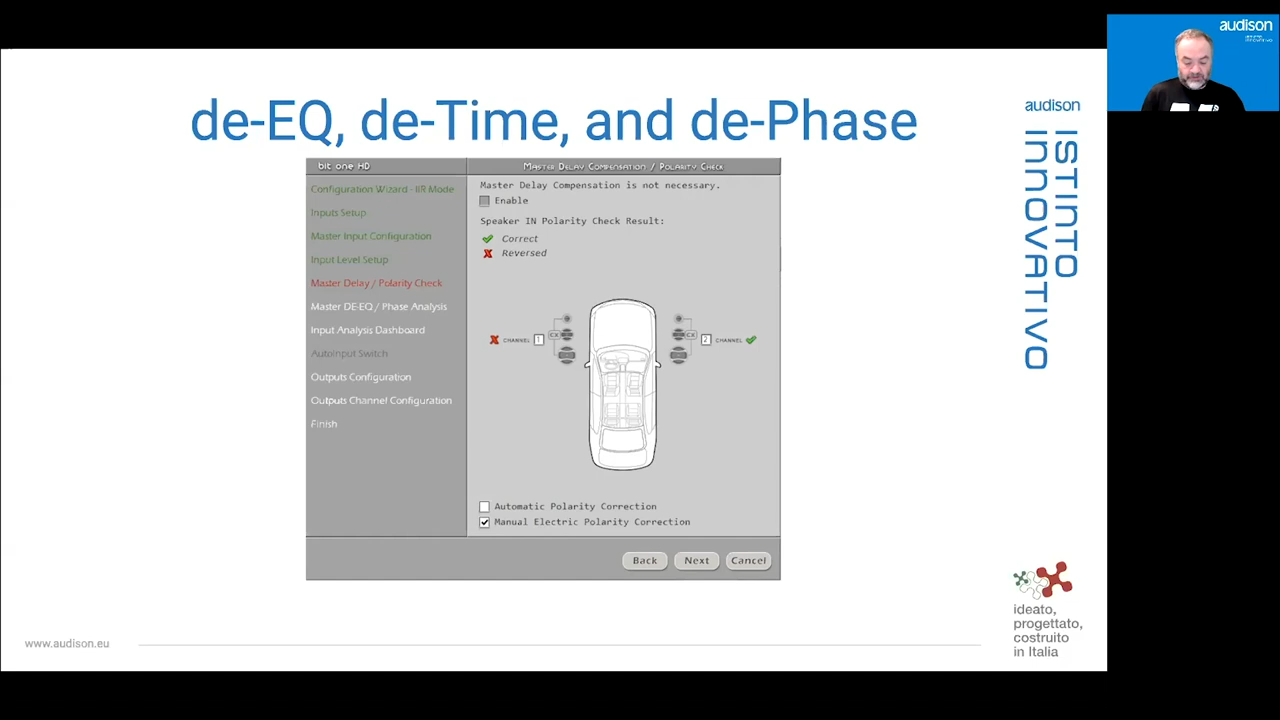 de-EQ, de-Time, and de-Phase
bit one HD
Master Delay Compensation / Polarity Check
Configuration Wizard - IIR Mode
Inputs Setup
Master Input Configuration
Input Level Setup
Master Delay / Polarity Check
Master DE-EQ / Phase Analysis
Input Analysis Dashboard
AutoInput Switch
Outputs Configuration
Outputs Channel Configuration
Finish
Master Delay Compensation is not necessary.
Enable
Speaker IN Polarity Check Result:
Correct
Reversed
CHANNEL 1 CX
CX 2 CHANNEL
Automatic Polarity Correction
Manual Electric Polarity Correction
Back Next Cancel
www.audison.eu
audison
ISTINTO
INNOVATIVO
ideato,
progettato,
costruito
in Italia
audison